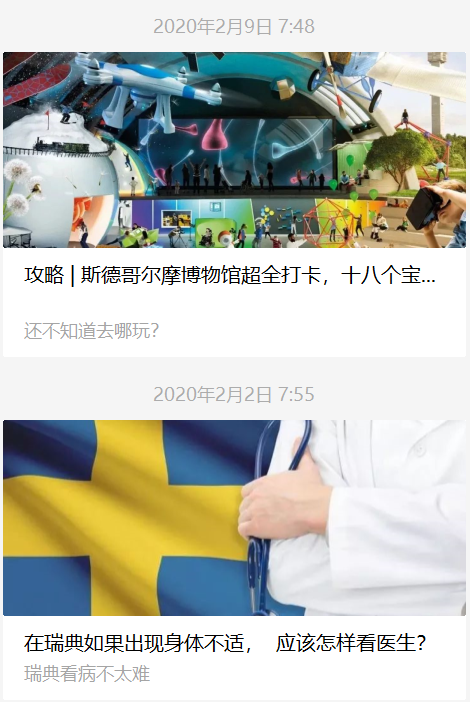 2020年2月9日 7:48
攻略 | 斯德哥尔摩博物馆超全打卡，十八个宝...
还不知道去哪玩？
2020年2月2日 7:55
在瑞典如果出现身体不适， 应该怎样看医生？
瑞典看病不太难